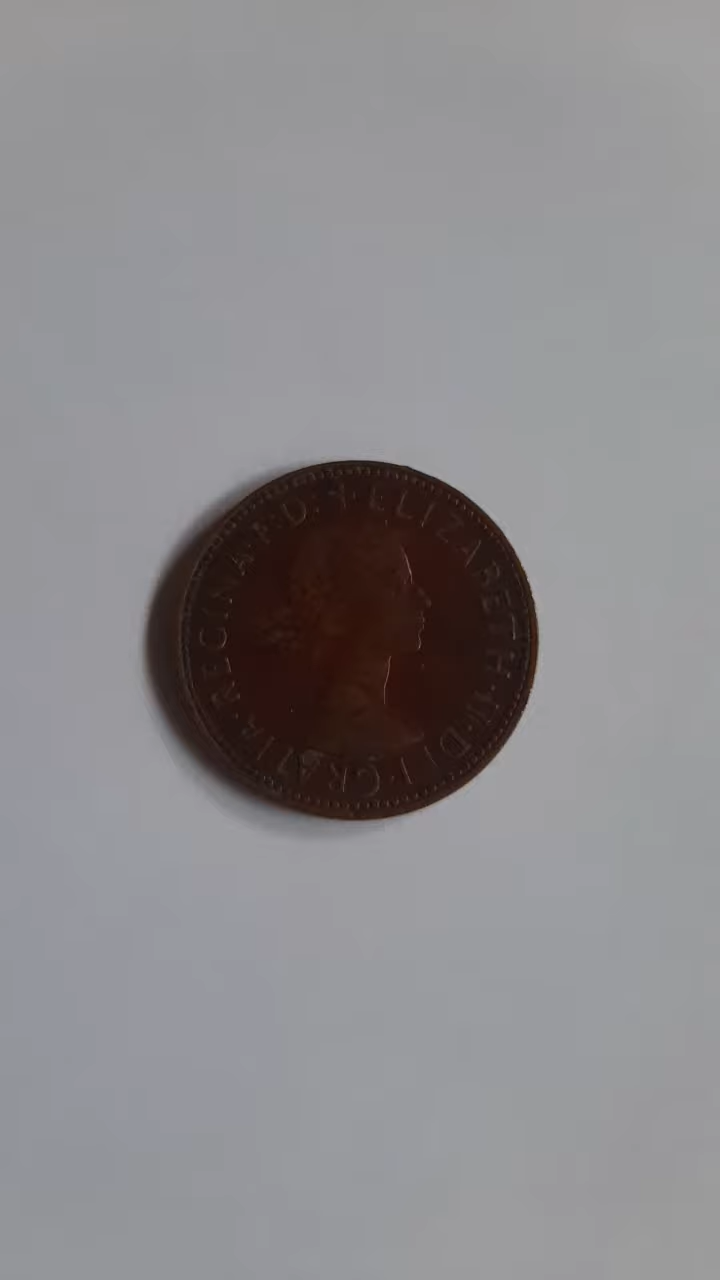 + ELIZABETH · II · DEI · GRATIA · REGINA · F : D :